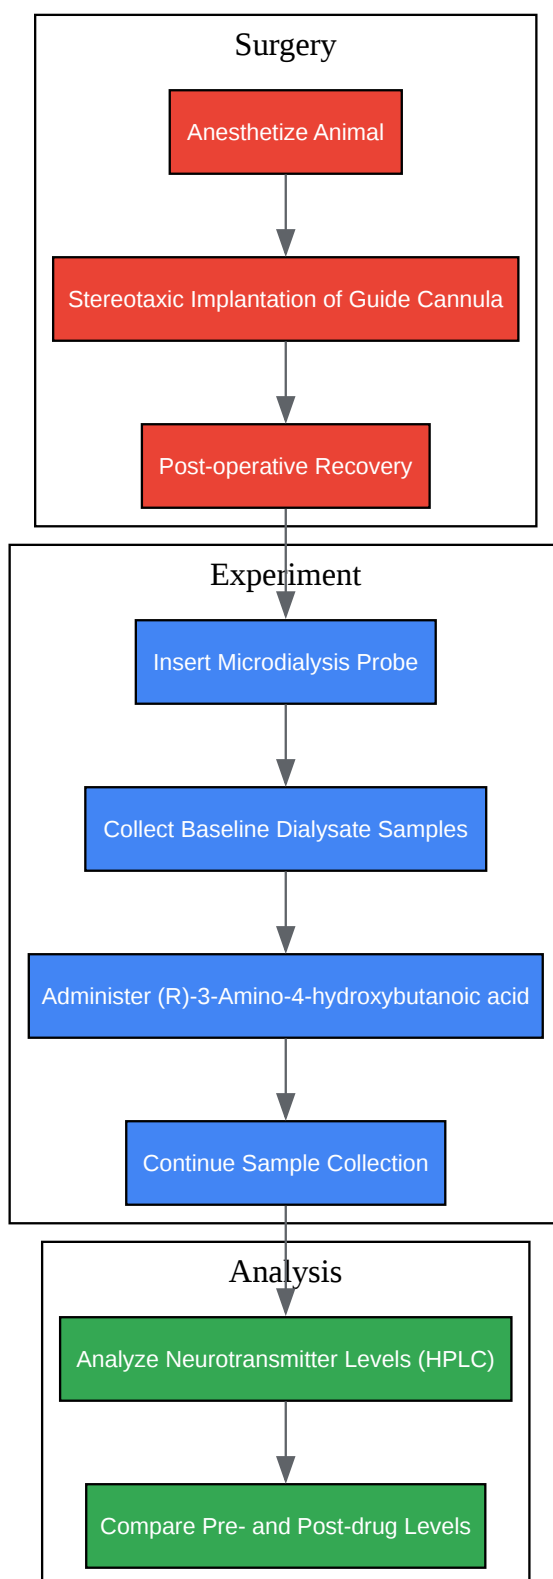 Surgery
Anesthetize Animal
Stereotaxic Implantation of Guide Cannula
Post-operative Recovery
Experiment
Insert Microdialysis Probe
Collect Baseline Dialysate Samples
Administer (R)-3-Amino-4-hydroxybutanoic acid
Continue Sample Collection
Analysis
Analyze Neurotransmitter Levels (HPLC)
Compare Pre- and Post-drug Levels